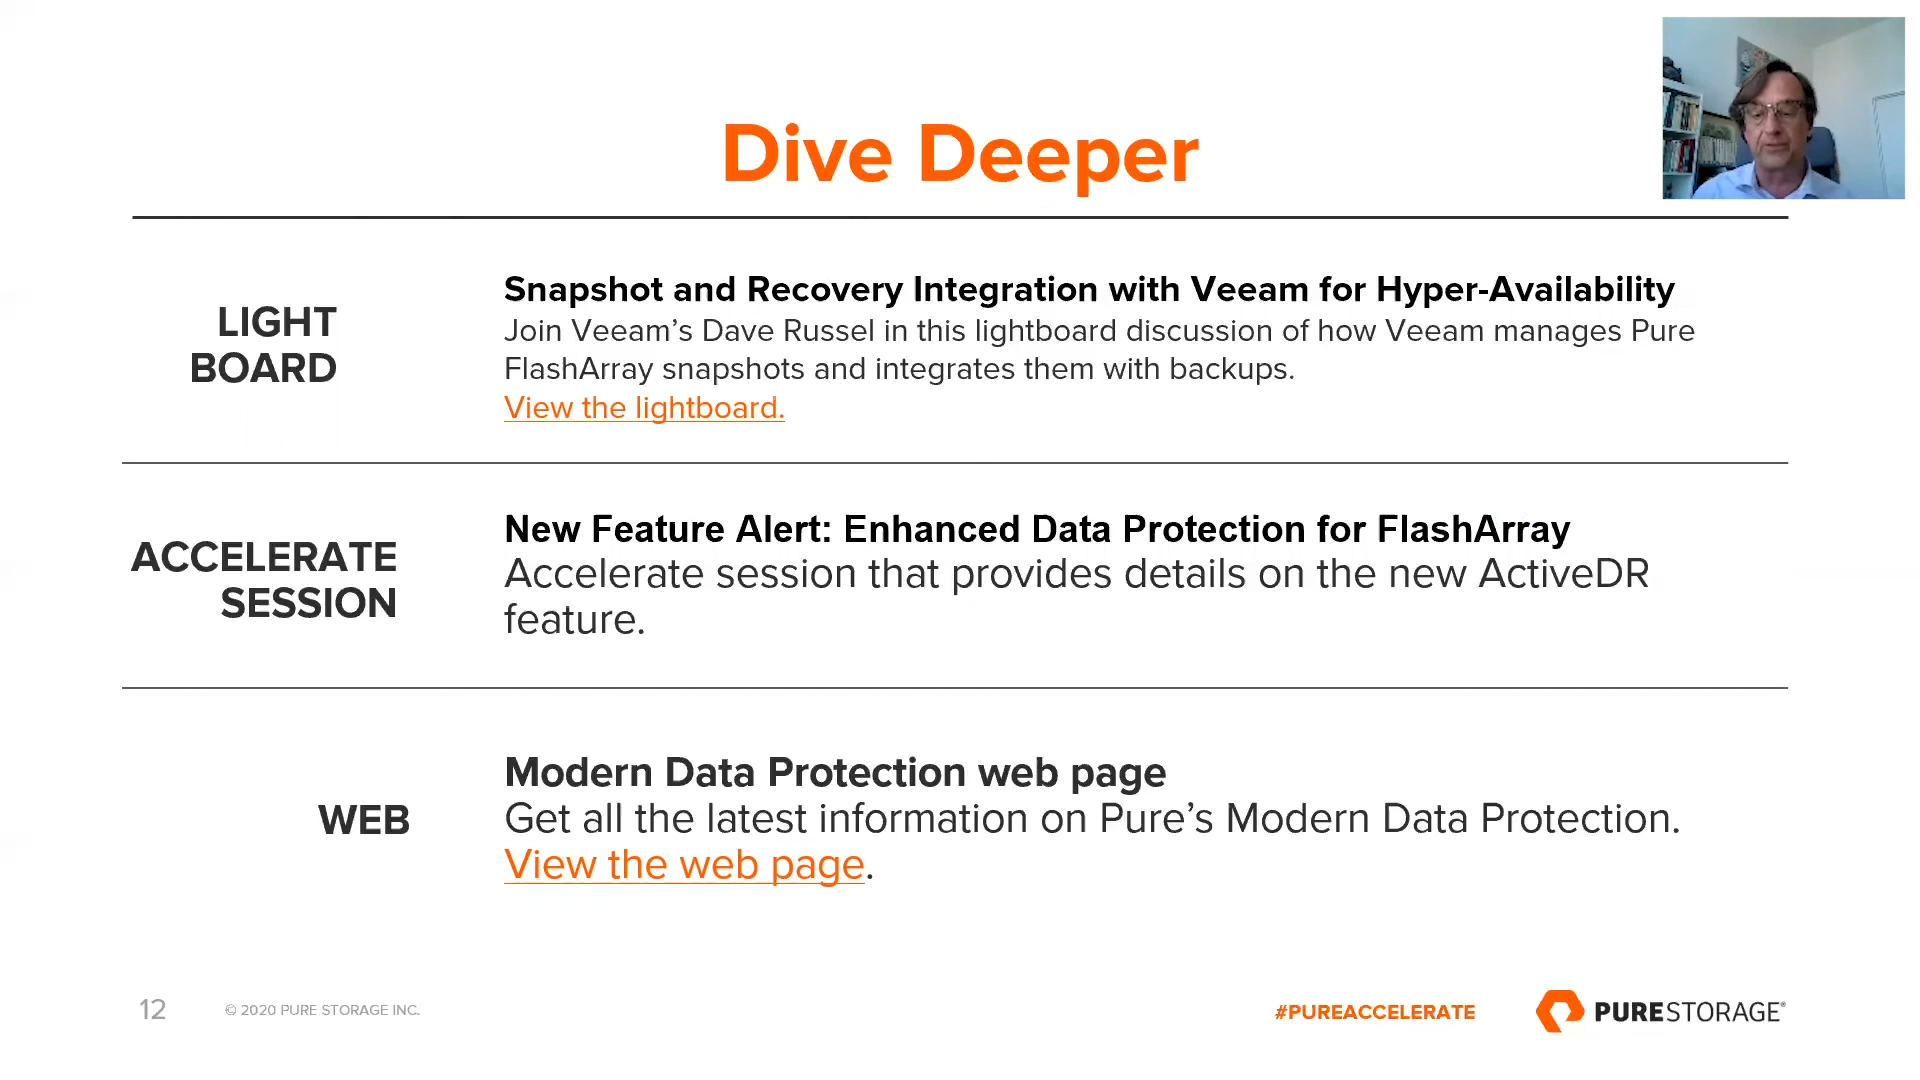 Dive Deeper
LIGHT
BOARD
Snapshot and Recovery Integration with Veeam for Hyper-Availability
Join Veeam’s Dave Russel in this lightboard discussion of how Veeam manages Pure
FlashArray snapshots and integrates them with backups.
View the lightboard.
ACCELERATE
SESSION
New Feature Alert: Enhanced Data Protection for FlashArray
Accelerate session that provides details on the new ActiveDR
feature.
WEB
Modern Data Protection web page
Get all the latest information on Pure’s Modern Data Protection.
View the web page.
12
© 2020 PURE STORAGE INC.
#PUREACCELERATE
PURESTORAGE®